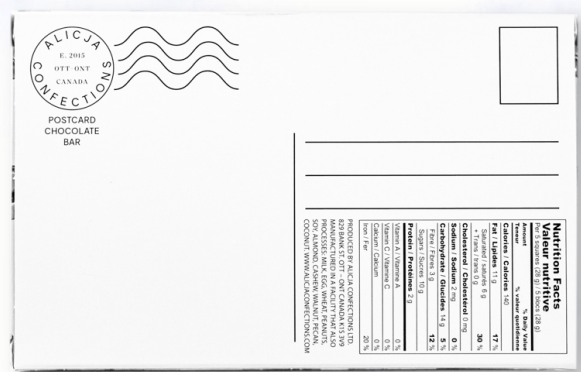 ALICJA
E. 2015
OTT-ONT
CANADA
CONFECTIONS
POSTCARD
CHOCOLATE
BAR
Nutrition Facts
Valeur nutritive
Per 5 squares (28 g) / 5 blocs (28 g)
Amount % Daily Value
Teneur % valeur quotidienne
Calories / Calories 140
Fat / Lipides 11 g 17 %
Saturated / saturés 6 g
+ Trans / trans 0 g 30 %
Cholesterol / Cholestérol 0 mg
Sodium / Sodium 2 mg 0 %
Carbohydrate / Glucides 14 g 5 %
Fibre / Fibres 3 g 12 %
Sugars / Sucres 10 g
Protein / Protéines 2 g
Vitamin A / Vitamine A 0 %
Vitamin C / Vitamine C 0 %
Calcium / Calcium 0 %
Iron / Fer 20 %
PRODUCED BY: ALICJA CONFECTIONS LTD.
829 BANK ST. OTT - ONT CANADA K1S 3V9
MANUFACTURED IN A FACILITY THAT ALSO
PROCESSES: MILK, EGG, WHEAT, PEANUTS,
SOY, ALMOND, CASHEW, WALNUT, PECAN,
COCONUT. WWW.ALICJACONFECTIONS.COM